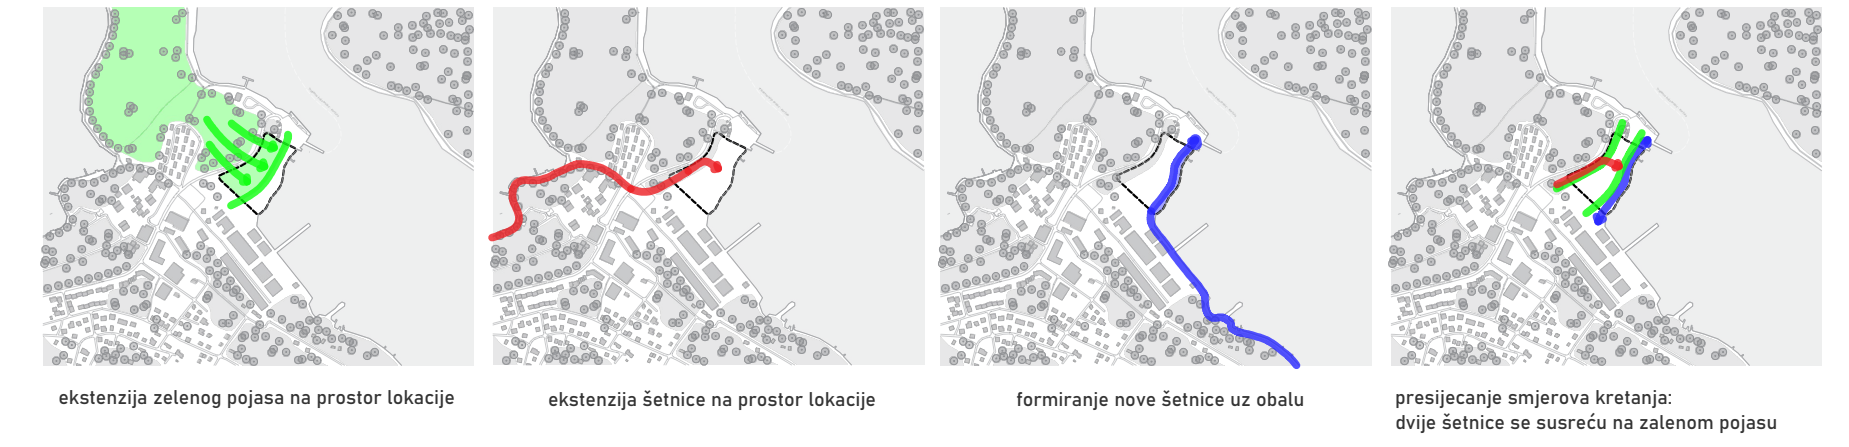 ekstenzija zelenog pojasa na prostor lokacije
ekstenzija šetnice na prostor lokacije
formiranje nove šetnice uz obalu
presijecanje smjerova kretanja:
dvije šetnice se susreću na zalenom pojasu